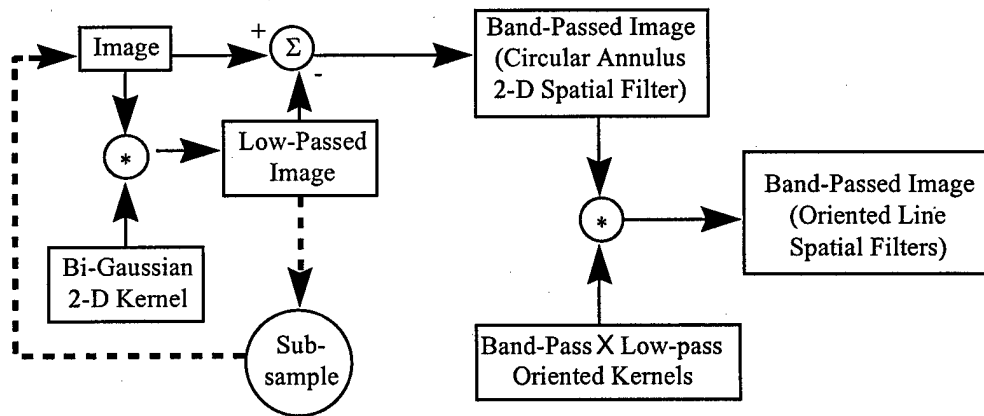 Image
+
Σ
-
Band-Passed Image
(Circular Annulus
2-D Spatial Filter)
*
Low-Passed
Image
Bi-Gaussian
2-D Kernel
Sub-
sample
*
Band-Passed Image
(Oriented Line
Spatial Filters)
Band-Pass X Low-pass
Oriented Kernels